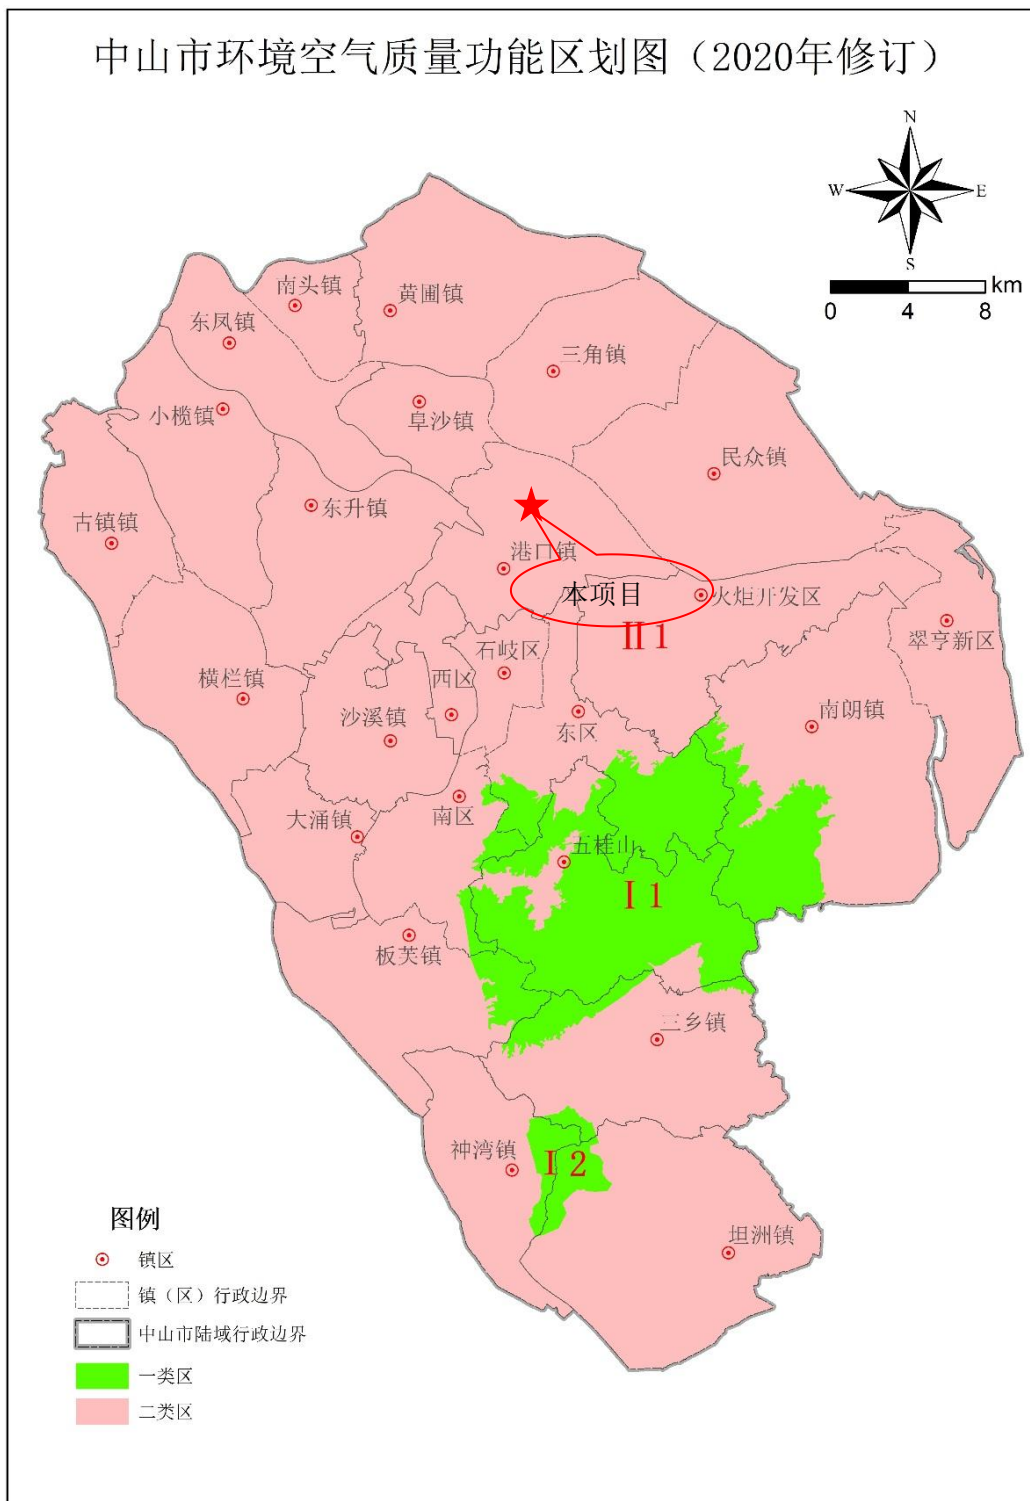 中山市环境空气质量功能区划图（2020年修订）
N
W
E
S
km
0
4
8
南头镇
黄圃镇
东凤镇
三角镇
小榄镇
阜沙镇
民众镇
古镇镇
东升镇
港口镇
本项目
火炬开发区
II 1
翠亨新区
石岐区
横栏镇
西区
沙溪镇
东区
南朗镇
南区
大涌镇
五桂山
I 1
板芙镇
三乡镇
神湾镇
I 2
坦洲镇
图例
镇区
镇（区）行政边界
中山市陆域行政边界
一类区
二类区